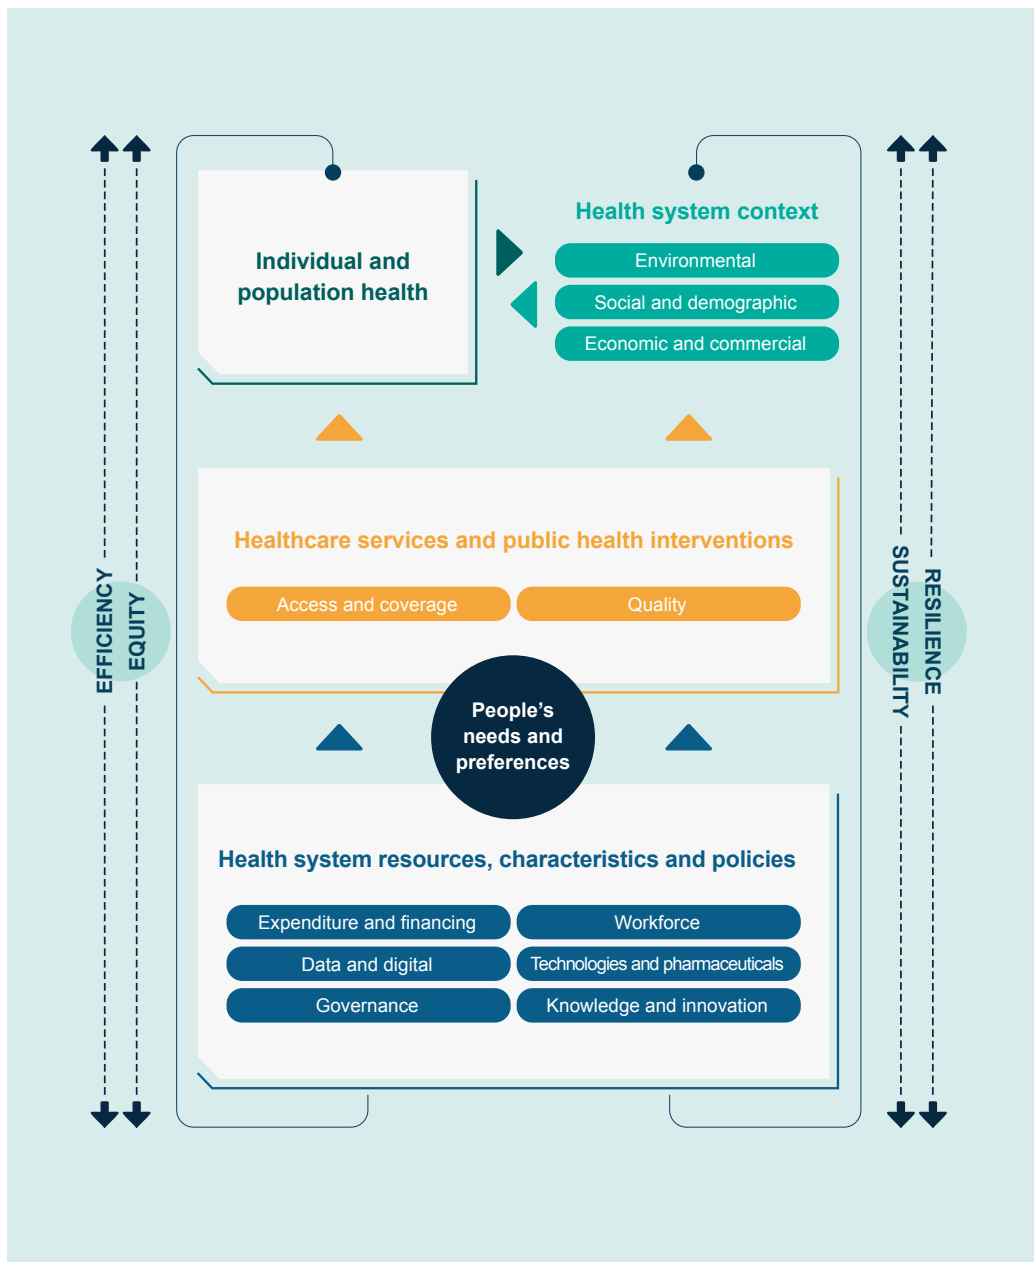 Individual and
population health
Health system context
Environmental
Social and demographic
Economic and commercial
Healthcare services and public health interventions
Access and coverage
Quality
EFFICIENCY
EQUITY
SUSTAINABILITY
RESILIENCE
People’s
needs and
preferences
Health system resources, characteristics and policies
Expenditure and financing
Workforce
Data and digital
Technologies and pharmaceuticals
Governance
Knowledge and innovation